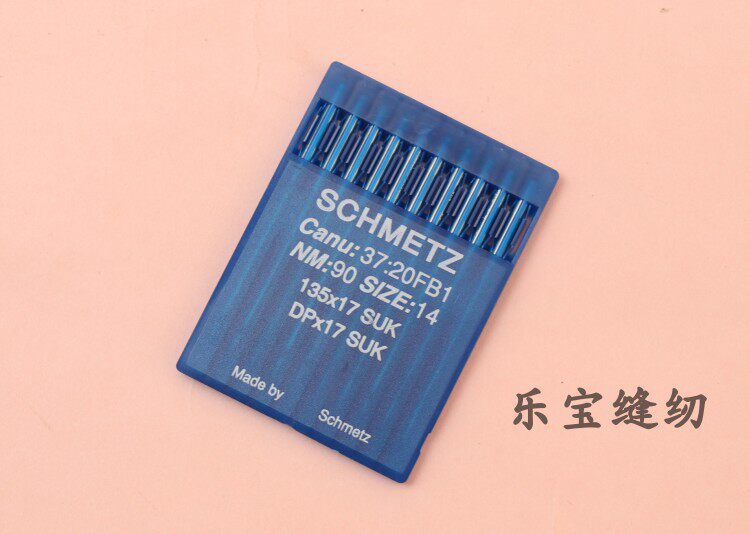 SCHMETZ
Canu: 37:20FB1
NM:90 SIZE:14
135x17 SUK
DPx17 SUK
Made by Schmetz
乐宝缝纫